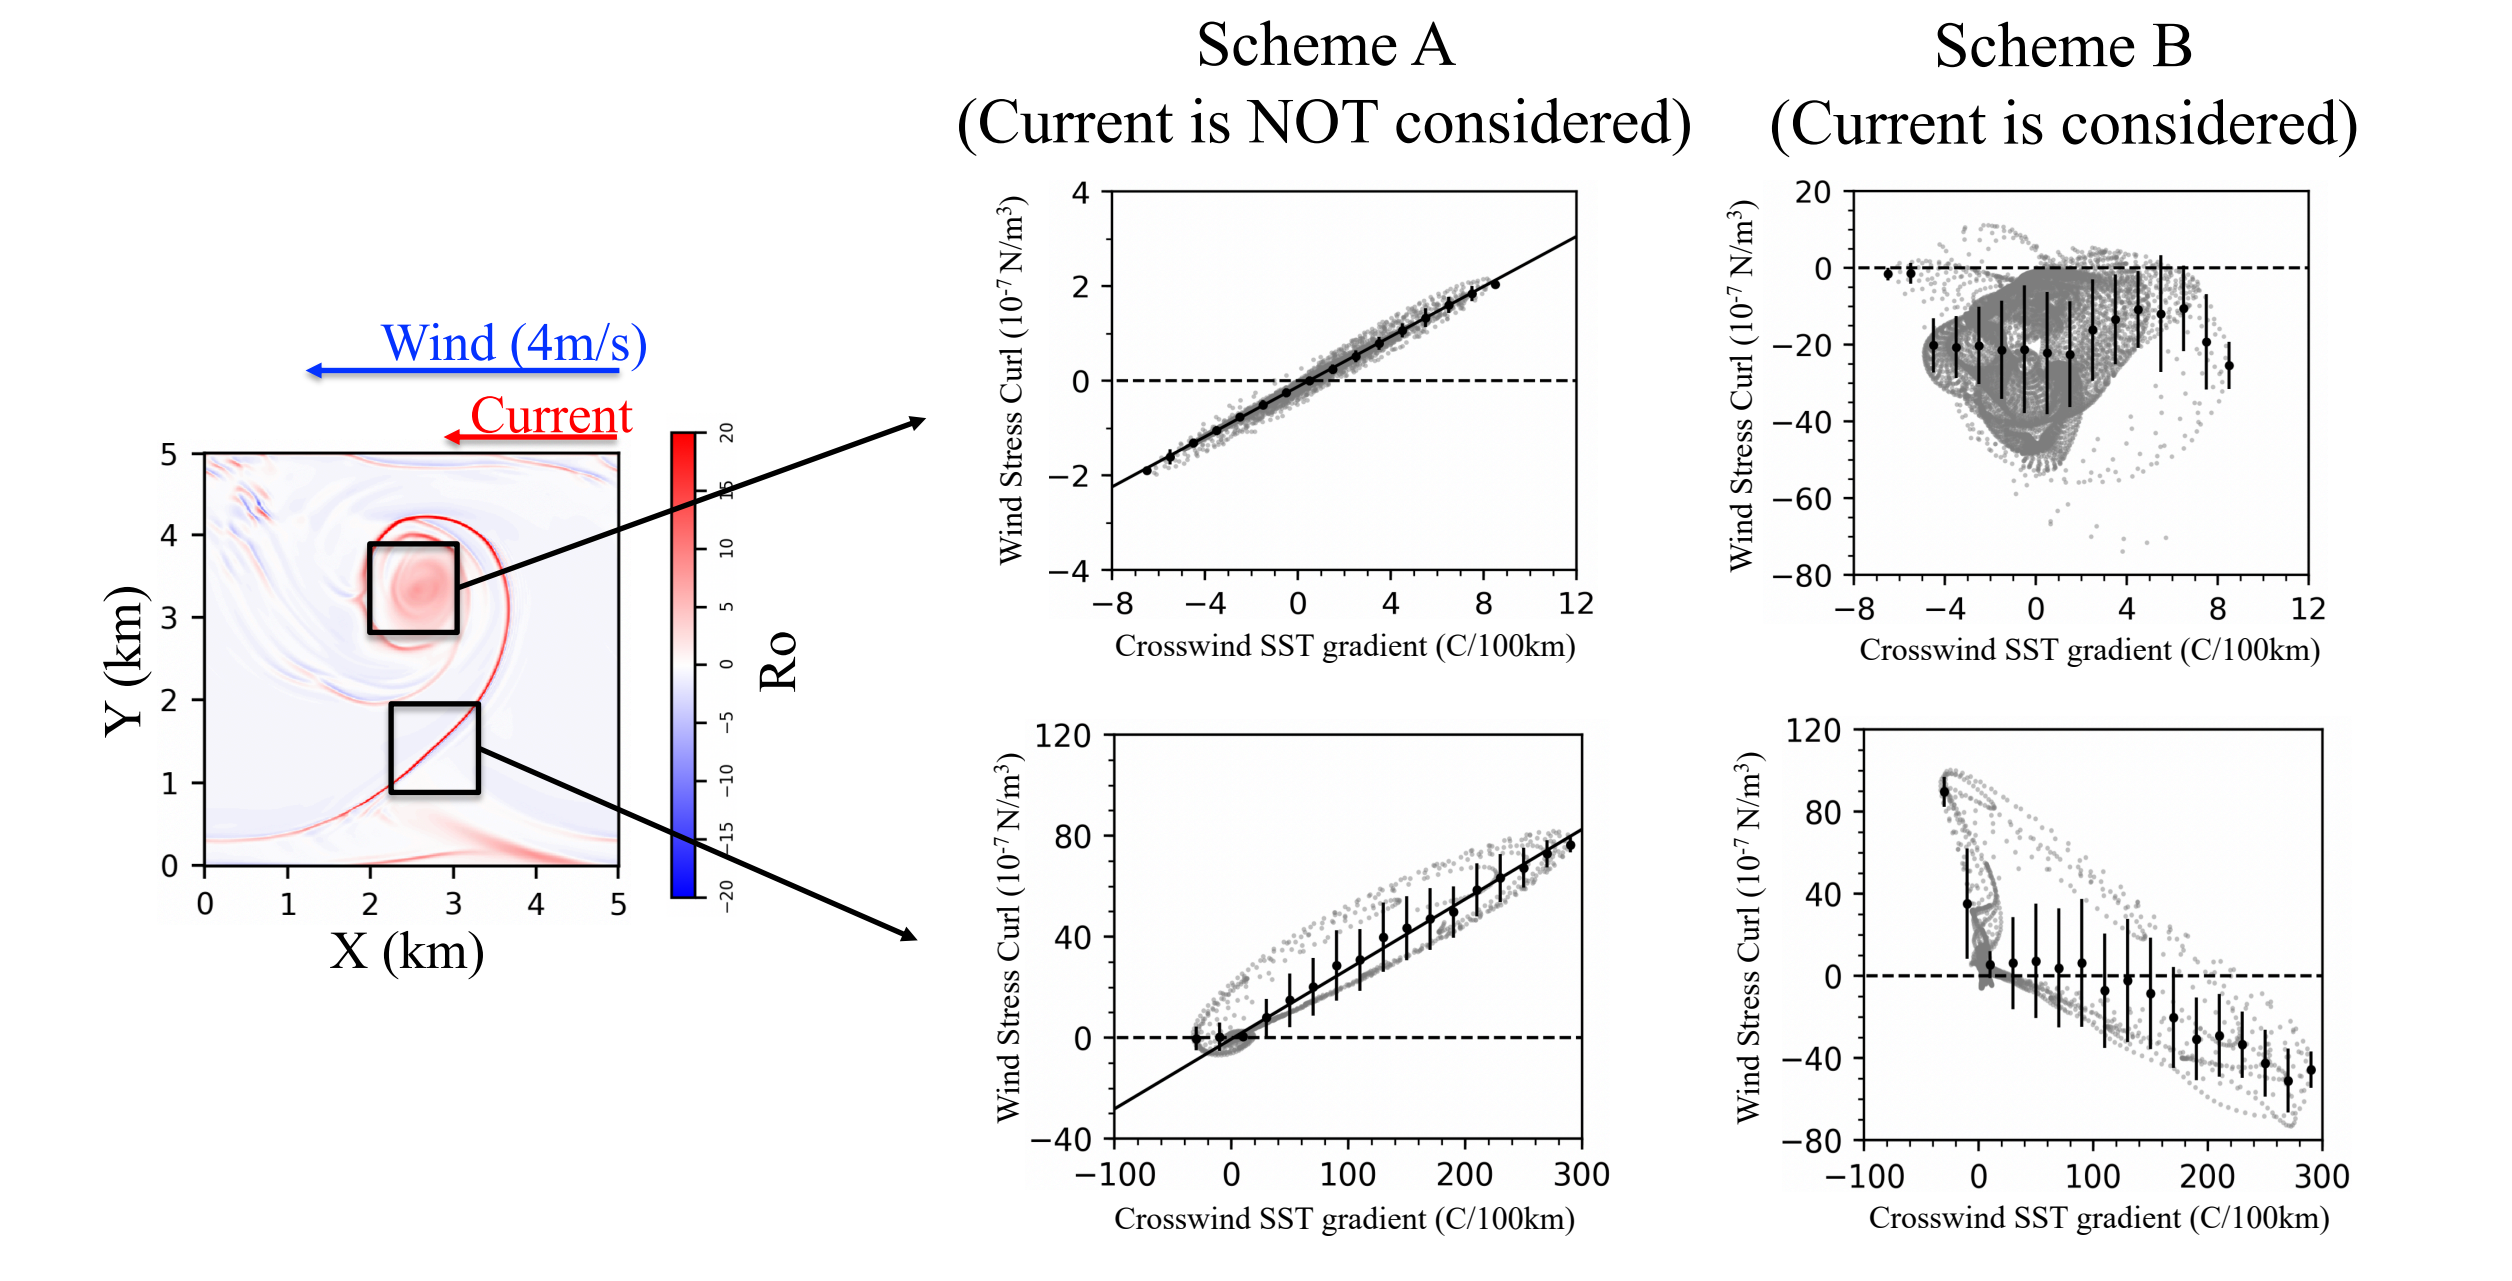 Scheme A
(Current is NOT considered)
Scheme B
(Current is considered)
Wind (4m/s)
Current
5
4
3
2
1
0
Y (km)
0 1 2 3 4 5
X (km)
20
15
10
5
0
−5
−10
−15
−20
Ro
4
2
0
−2
−4
Wind Stress Curl (10⁻⁷ N/m³)
−8 −4 0 4 8 12
Crosswind SST gradient (C/100km)
20
0
−20
−40
−60
−80
Wind Stress Curl (10⁻⁷ N/m³)
−8 −4 0 4 8 12
Crosswind SST gradient (C/100km)
120
80
40
0
−40
Wind Stress Curl (10⁻⁷ N/m³)
−100 0 100 200 300
Crosswind SST gradient (C/100km)
120
80
40
0
−40
−80
Wind Stress Curl (10⁻⁷ N/m³)
−100 0 100 200 300
Crosswind SST gradient (C/100km)